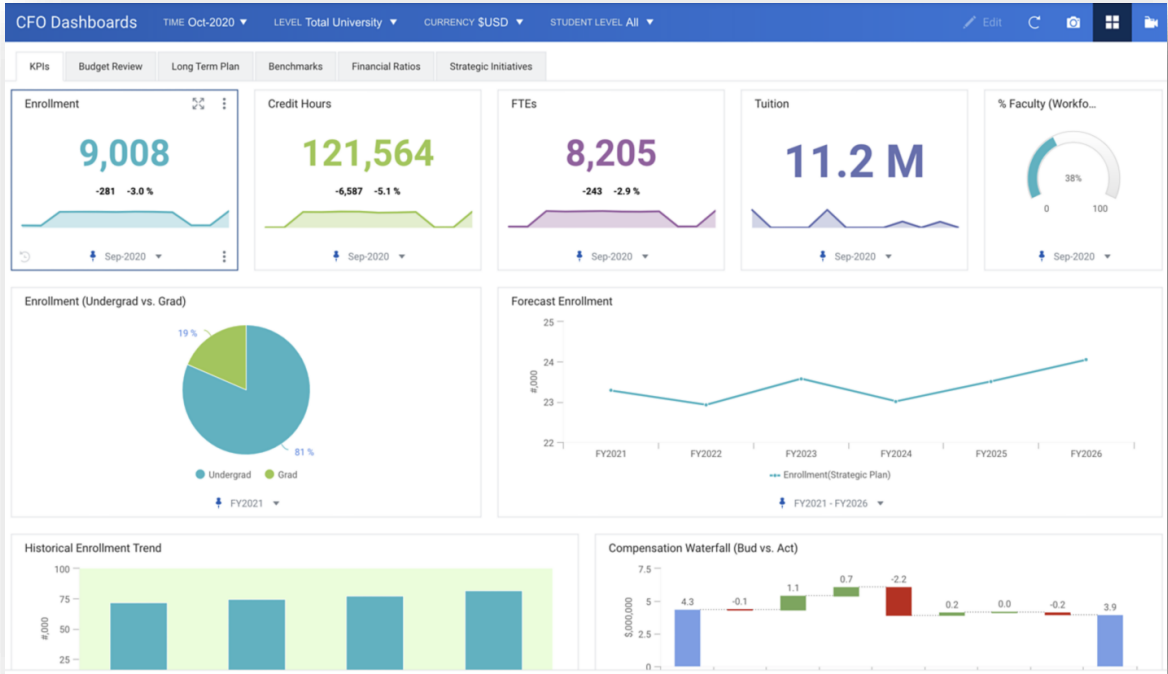 CFO Dashboards TIME Oct-2020 LEVEL Total University CURRENCY $USD STUDENT LEVEL All Edit
KPIs Budget Review Long Term Plan Benchmarks Financial Ratios Strategic Initiatives
Enrollment
9,008
-281 -3.0 %
Sep-2020
Credit Hours
121,564
-6,587 -5.1 %
Sep-2020
FTEs
8,205
-243 -2.9 %
Sep-2020
Tuition
11.2 M
Sep-2020
% Faculty (Workfo...
38%
0 100
Sep-2020
Enrollment (Undergrad vs. Grad)
19 %
81 %
Undergrad Grad
FY2021
Forecast Enrollment
25
24
23
22
#,000
FY2021 FY2022 FY2023 FY2024 FY2025 FY2026
Enrollment(Strategic Plan)
FY2021 - FY2026
Historical Enrollment Trend
100
75
50
25
#,000
Compensation Waterfall (Bud vs. Act)
7.5
5
2.5
0
$,000,000
4.3 -0.1 1.1 0.7 -2.2 0.2 0.0 -0.2 3.9